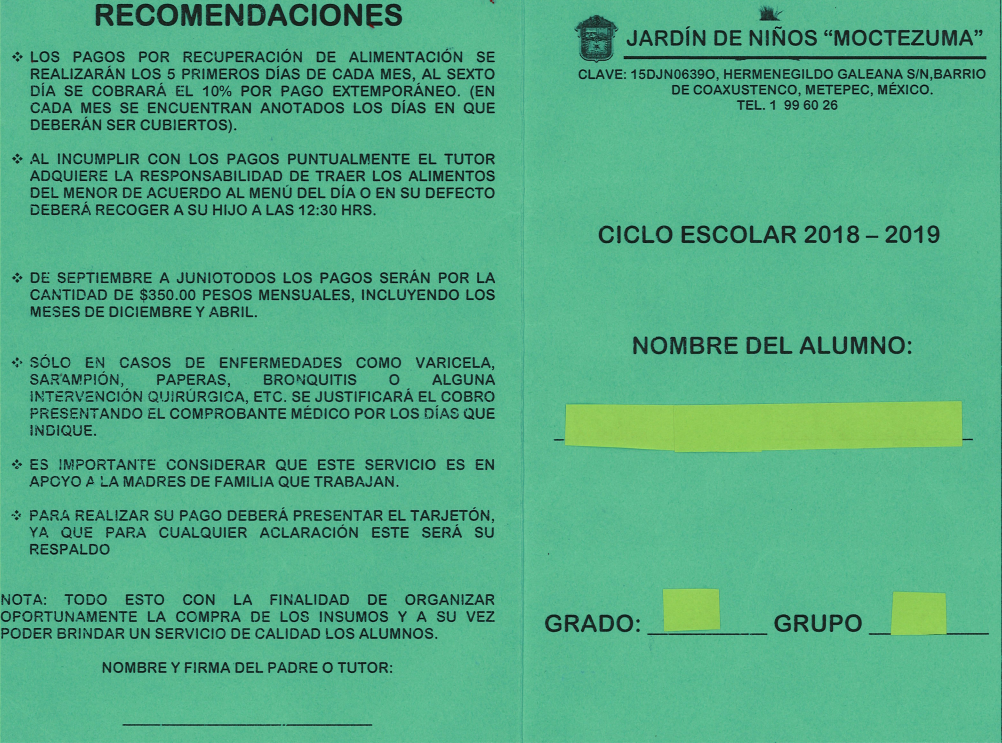 RECOMENDACIONES
❖ LOS PAGOS POR RECUPERACIÓN DE ALIMENTACIÓN SE
REALIZARÁN LOS 5 PRIMEROS DÍAS DE CADA MES, AL SEXTO
DÍA SE COBRARÁ EL 10% POR PAGO EXTEMPORÁNEO. (EN
CADA MES SE ENCUENTRAN ANOTADOS LOS DÍAS EN QUE
DEBERÁN SER CUBIERTOS).
❖ AL INCUMPLIR CON LOS PAGOS PUNTUALMENTE EL TUTOR
ADQUIERE LA RESPONSABILIDAD DE TRAER LOS ALIMENTOS
DEL MENOR DE ACUERDO AL MENÚ DEL DÍA O EN SU DEFECTO
DEBERÁ RECOGER A SU HIJO A LAS 12:30 HRS.
❖ DE SEPTIEMBRE A JUNIOTODOS LOS PAGOS SERÁN POR LA
CANTIDAD DE $350.00 PESOS MENSUALES, INCLUYENDO LOS
MESES DE DICIEMBRE Y ABRIL.
❖ SÓLO EN CASOS DE ENFERMEDADES COMO VARICELA,
SARAMPIÓN, PAPERAS, BRONQUITIS O ALGUNA
INTERVENCIÓN QUIRÚRGICA, ETC. SE JUSTIFICARÁ EL COBRO
PRESENTANDO EL COMPROBANTE MÉDICO POR LOS DÍAS QUE
INDIQUE.
❖ ES IMPORTANTE CONSIDERAR QUE ESTE SERVICIO ES EN
APOYO A LA MADRES DE FAMILIA QUE TRABAJAN.
❖ PARA REALIZAR SU PAGO DEBERÁ PRESENTAR EL TARJETÓN,
YA QUE PARA CUALQUIER ACLARACIÓN ESTE SERÁ SU
RESPALDO
NOTA: TODO ESTO CON LA FINALIDAD DE ORGANIZAR
OPORTUNAMENTE LA COMPRA DE LOS INSUMOS Y A SU VEZ
PODER BRINDAR UN SERVICIO DE CALIDAD LOS ALUMNOS.
NOMBRE Y FIRMA DEL PADRE O TUTOR:
JARDÍN DE NIÑOS “MOCTEZUMA”
CLAVE: 15DJN0639O, HERMENEGILDO GALEANA S/N,BARRIO
DE COAXUSTENCO, METEPEC, MÉXICO.
TEL. 1 99 60 26
CICLO ESCOLAR 2018 – 2019
NOMBRE DEL ALUMNO:
GRADO: GRUPO